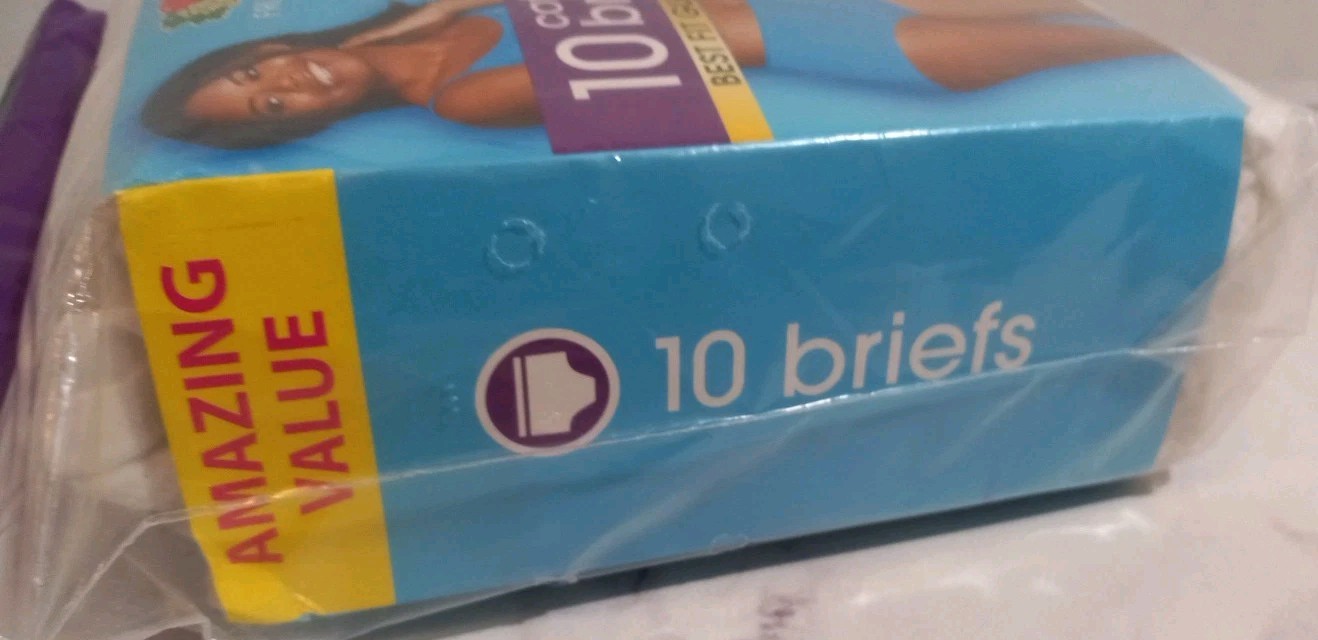 10
BEST FIT
AMAZING
VALUE
10 briefs